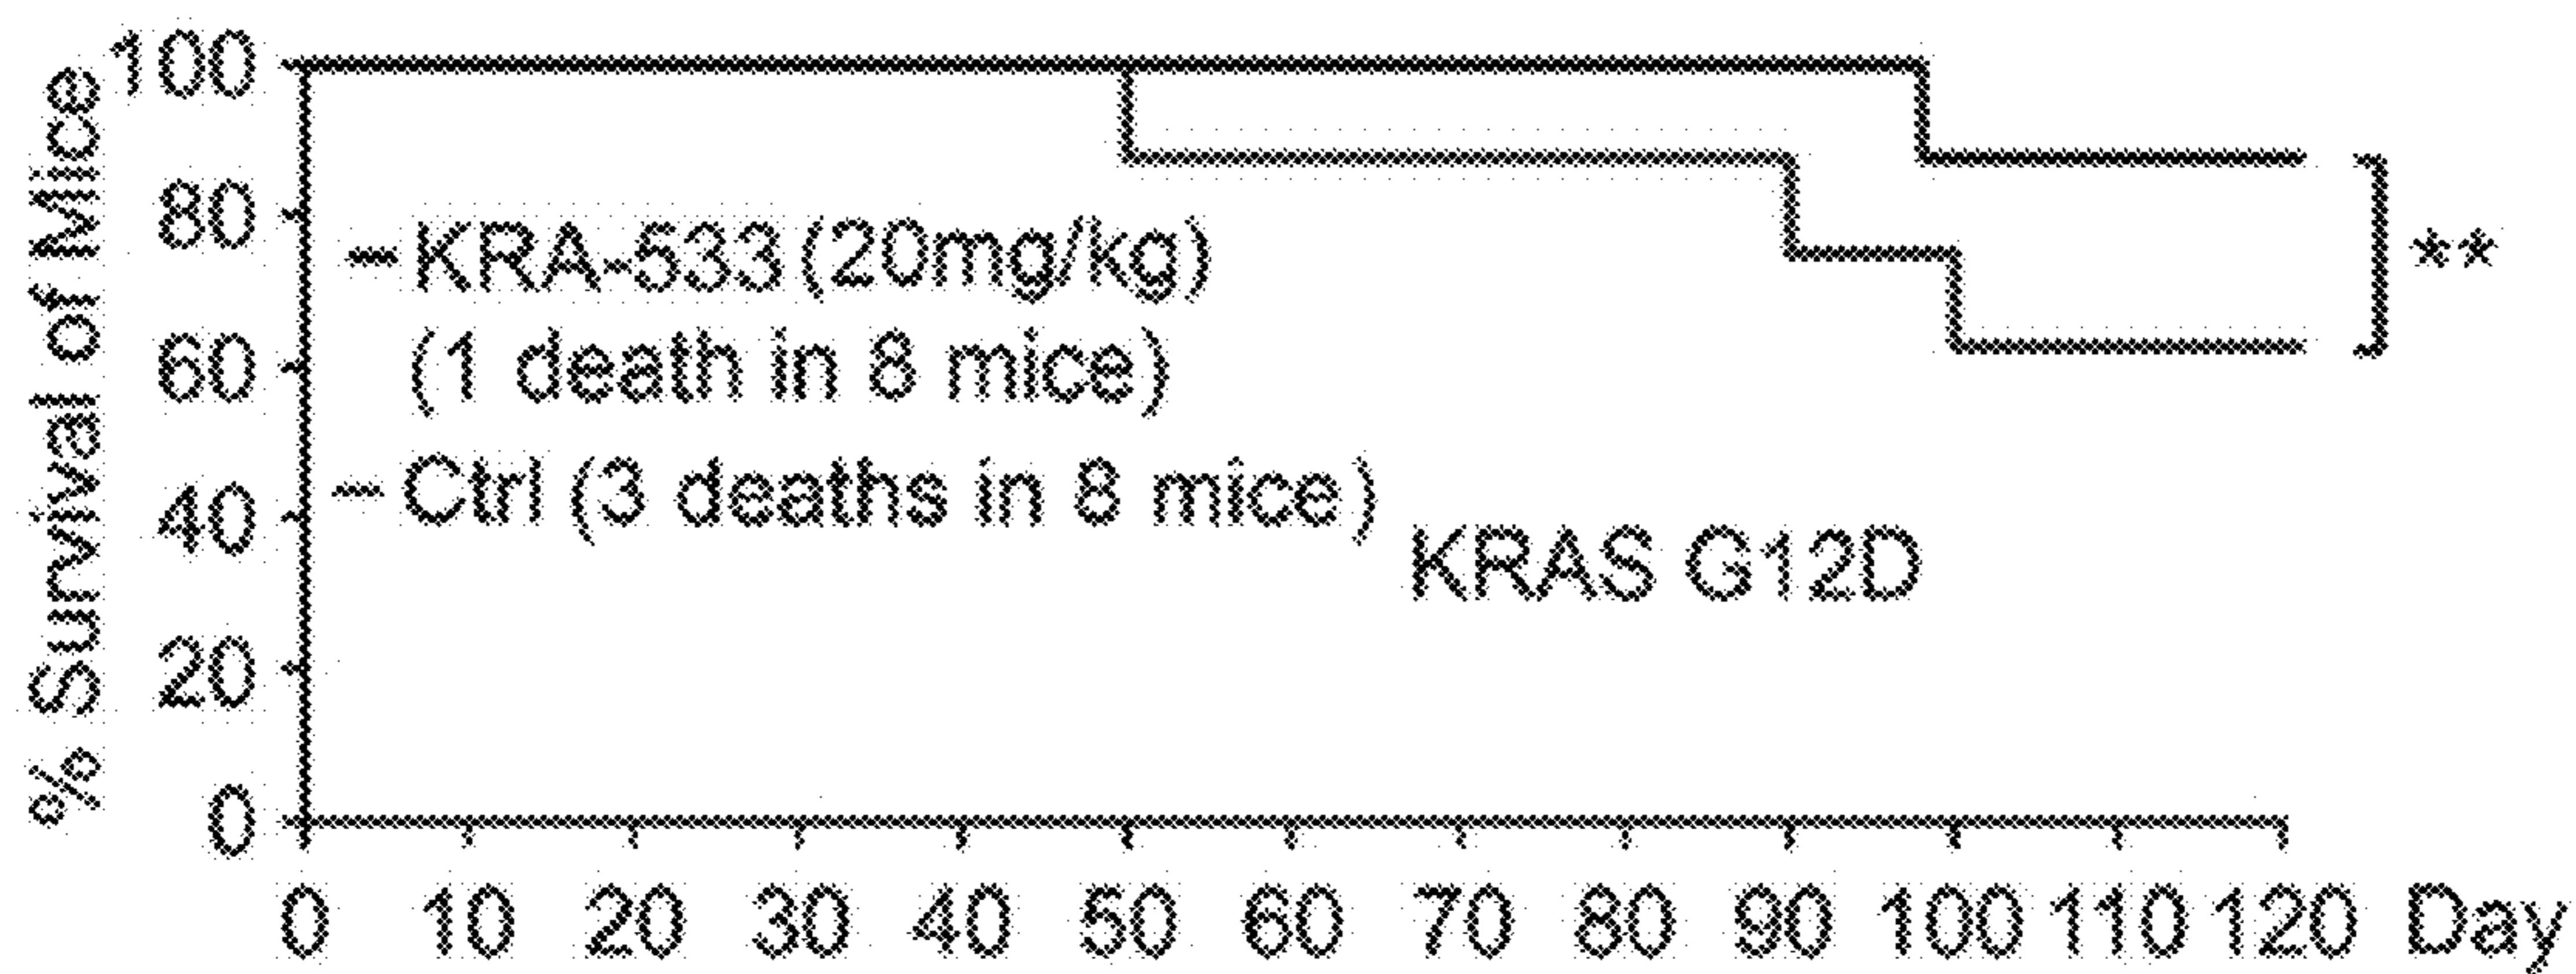 % Survival of Mice
100
80
60
40
20
0
KRA-533 (20mg/kg)
(1 death in 8 mice)
Ctrl (3 deaths in 8 mice)
KRAS G12D
**
0 10 20 30 40 50 60 70 80 90 100 110 120 Day